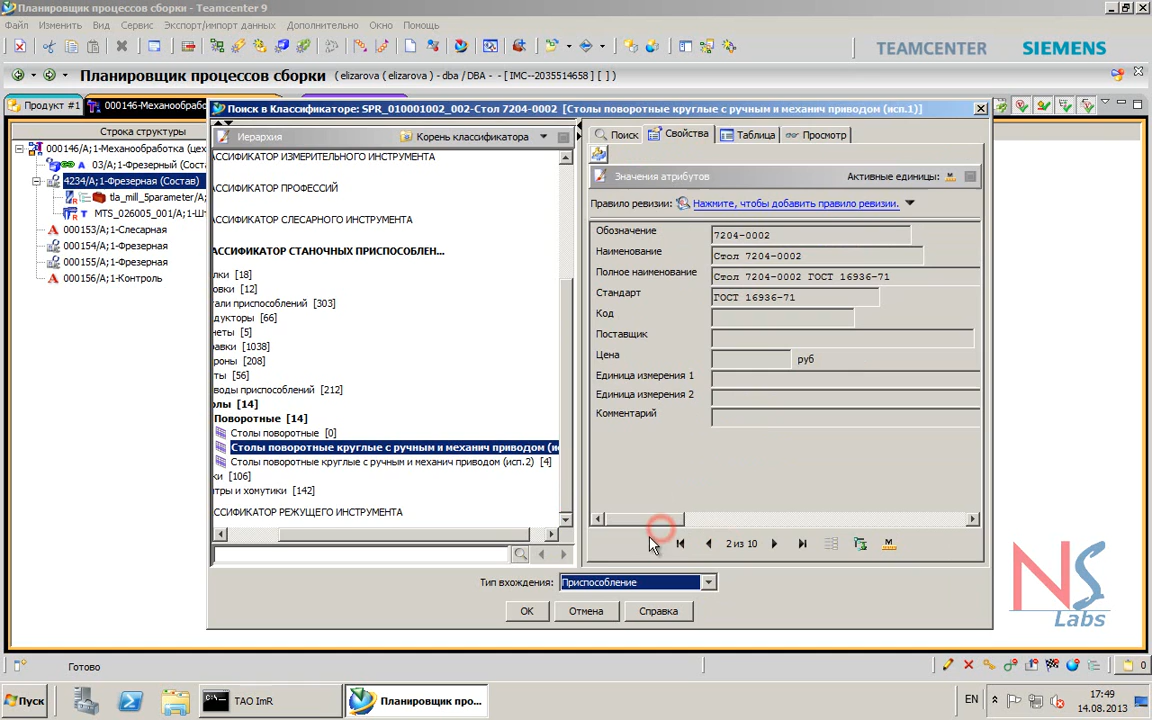 Планировщик процессов сборки - Teamcenter 9
Файл Изменить Вид Сервис Экспорт/импорт данных Дополнительно Окно Помощь
TEAMCENTER SIEMENS
Планировщик процессов сборки ( elizarova ( elizarova ) - dba / DBA - - [ IMC--2035514658 ] [ ] )
Продукт #1 000146-Механообрабо
Строка структуры
000146/A;1-Механообработка (цех
03/A;1-Фрезерный (Соста
4234/A;1-Фрезерная (Состав)
tla_mill_5parameter/A,
MTS_026005_001/A;1-Ш
000153/A;1-Слесарная
000154/A;1-Фрезерная
000155/A;1-Фрезерная
000156/A;1-Контроль
Поиск в Классификаторе: SPR_010001002_002-Стол 7204-0002 [Столы поворотные круглые с ручным и механич приводом (исп.1)]
Иерархия Корень классификатора
АССИФИКАТОР ИЗМЕРИТЕЛЬНОГО ИНСТРУМЕНТА
АССИФИКАТОР ПРОФЕССИЙ
АССИФИКАТОР СЛЕСАРНОГО ИНСТРУМЕНТА
АССИФИКАТОР СТАНОЧНЫХ ПРИСПОСОБЛЕН...
лки [18]
овки [12]
тали приспособлений [303]
дукторы [66]
неты [5]
равки [1038]
роны [208]
ты [56]
воды приспособлений [212]
олы [14]
Поворотные [14]
Столы поворотные [0]
Столы поворотные круглые с ручным и механич приводом (и
Столы поворотные круглые с ручным и механич приводом (исп.2) [4]
ки [106]
нтры и хомутики [142]
ССИФИКАТОР РЕЖУЩЕГО ИНСТРУМЕНТА
Поиск Свойства Таблица Просмотр
Значения атрибутов Активные единицы:
Правило ревизии: Нажмите, чтобы добавить правило ревизии.
Обозначение 7204-0002
Наименование Стол 7204-0002
Полное наименование Стол 7204-0002 ГОСТ 16936-71
Стандарт ГОСТ 16936-71
Код
Поставщик
Цена руб
Единица измерения 1
Единица измерения 2
Комментарий
2 из 10
Тип вхождения: Приспособление
OK Отмена Справка
NS
Labs
Готово
0
Пуск TAO ImR Планировщик про... EN 17:49
14.08.2013